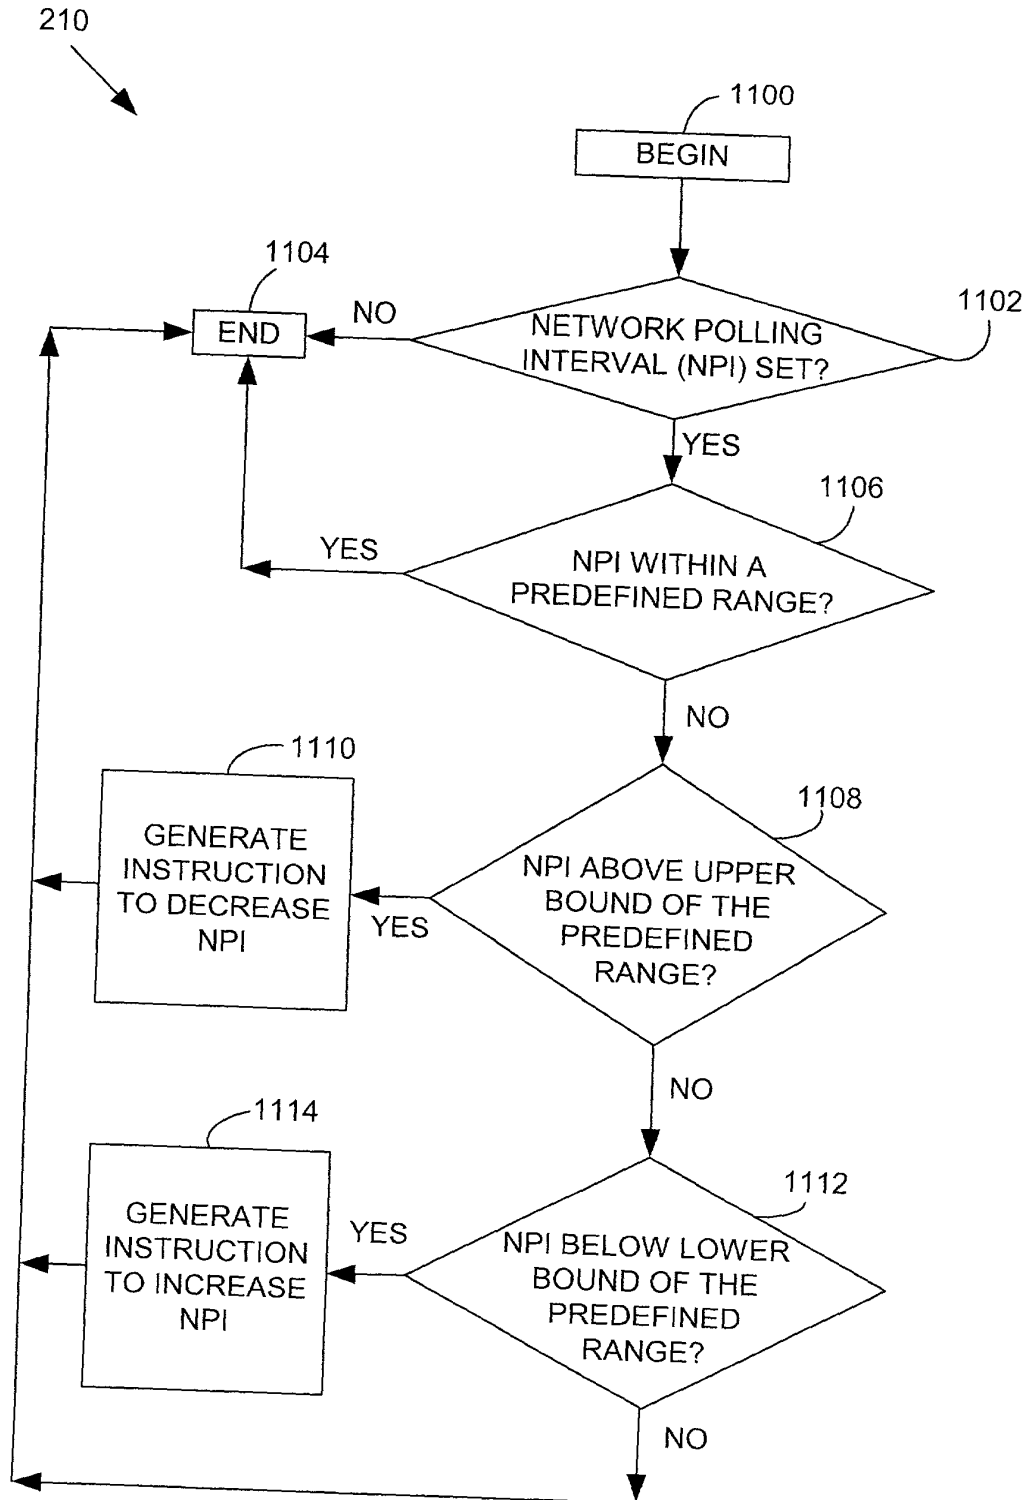 210
1100
BEGIN
1104
END
NO
1102
NETWORK POLLING
INTERVAL (NPI) SET?
YES
1106
YES
NPI WITHIN A
PREDEFINED RANGE?
NO
1110
GENERATE
INSTRUCTION
TO DECREASE
NPI
YES
1108
NPI ABOVE UPPER
BOUND OF THE
PREDEFINED
RANGE?
NO
1114
GENERATE
INSTRUCTION
TO INCREASE
NPI
YES
1112
NPI BELOW LOWER
BOUND OF THE
PREDEFINED
RANGE?
NO